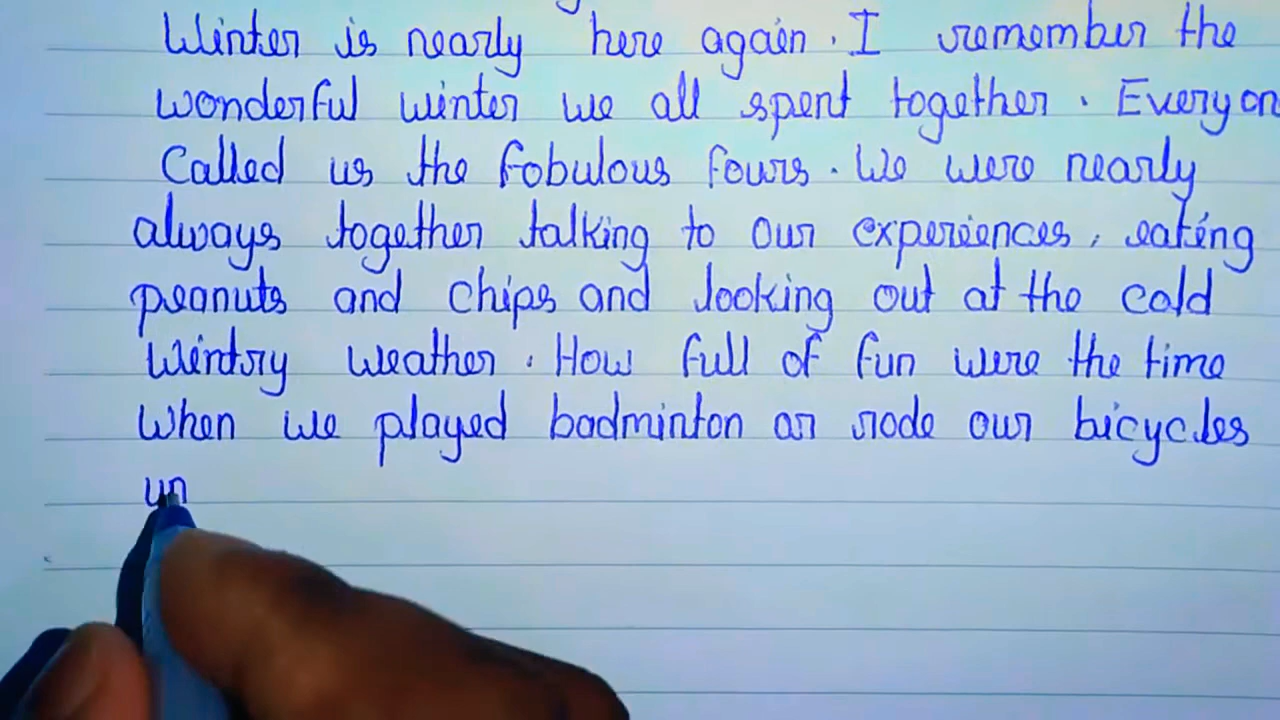 Winter is nearly here again. I remember the
wonderful winter we all spent together. Everyon
Called us the fobulous fours. We were nearly
always together talking to our experiences, eating
peanuts and chips and looking out at the cold
Wintry weather. How full of fun were the time
When we played badminton or rode our bicycles
un